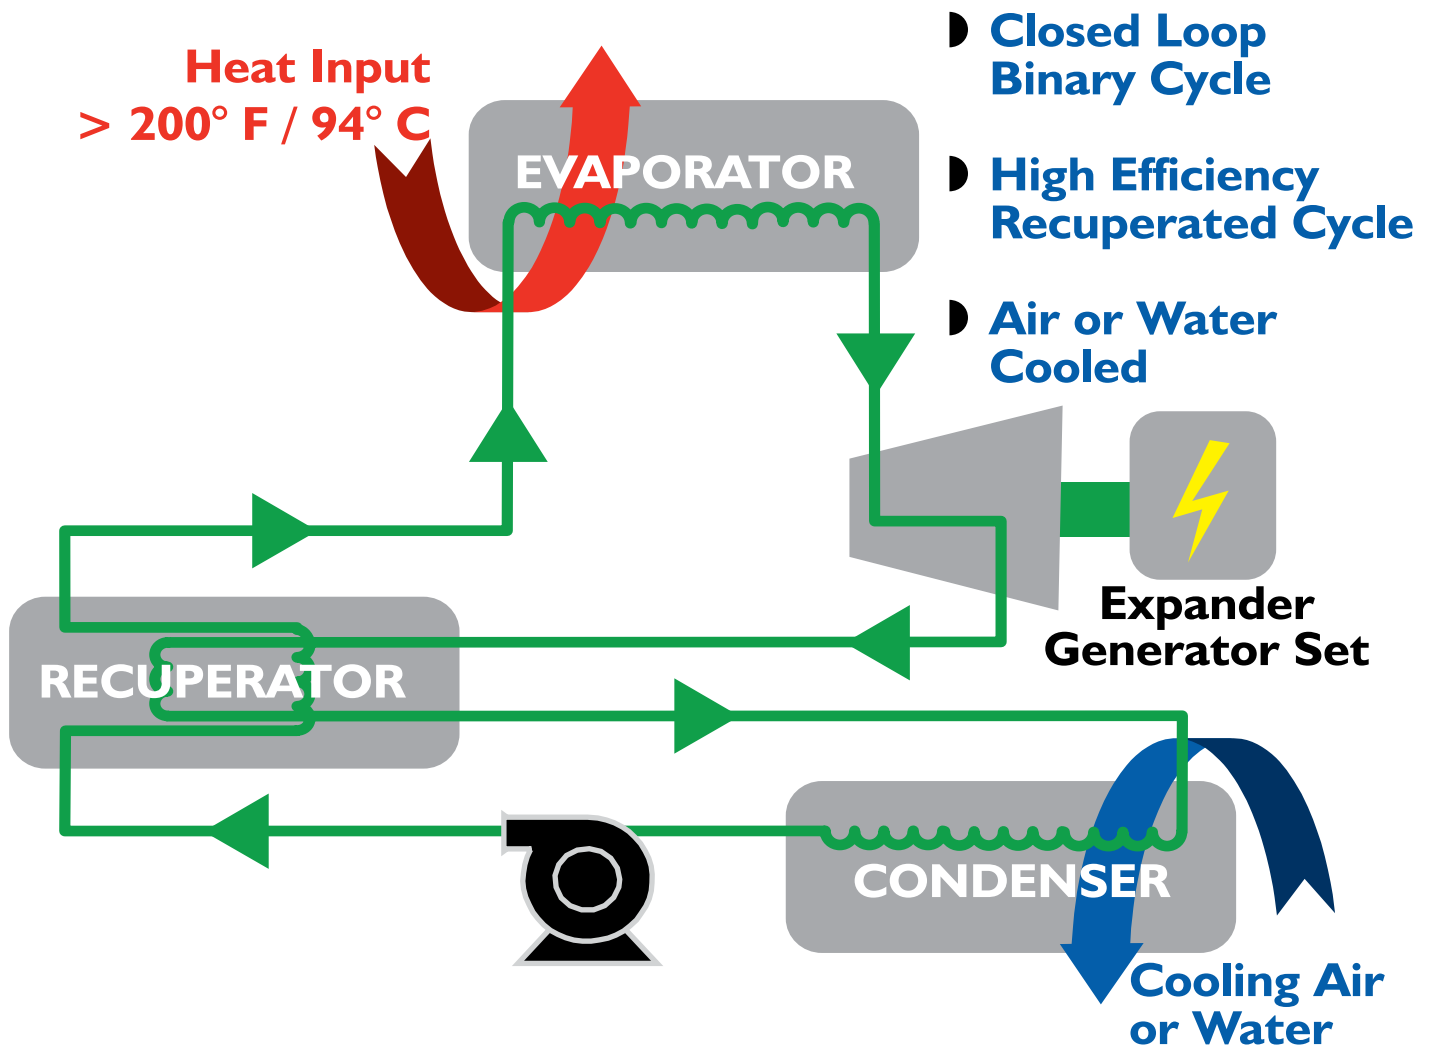 Heat Input
> 200° F / 94° C
EVAPORATOR
Closed Loop
Binary Cycle
High Efficiency
Recuperated Cycle
Air or Water
Cooled
Expander
Generator Set
RECUPERATOR
CONDENSER
Cooling Air
or Water